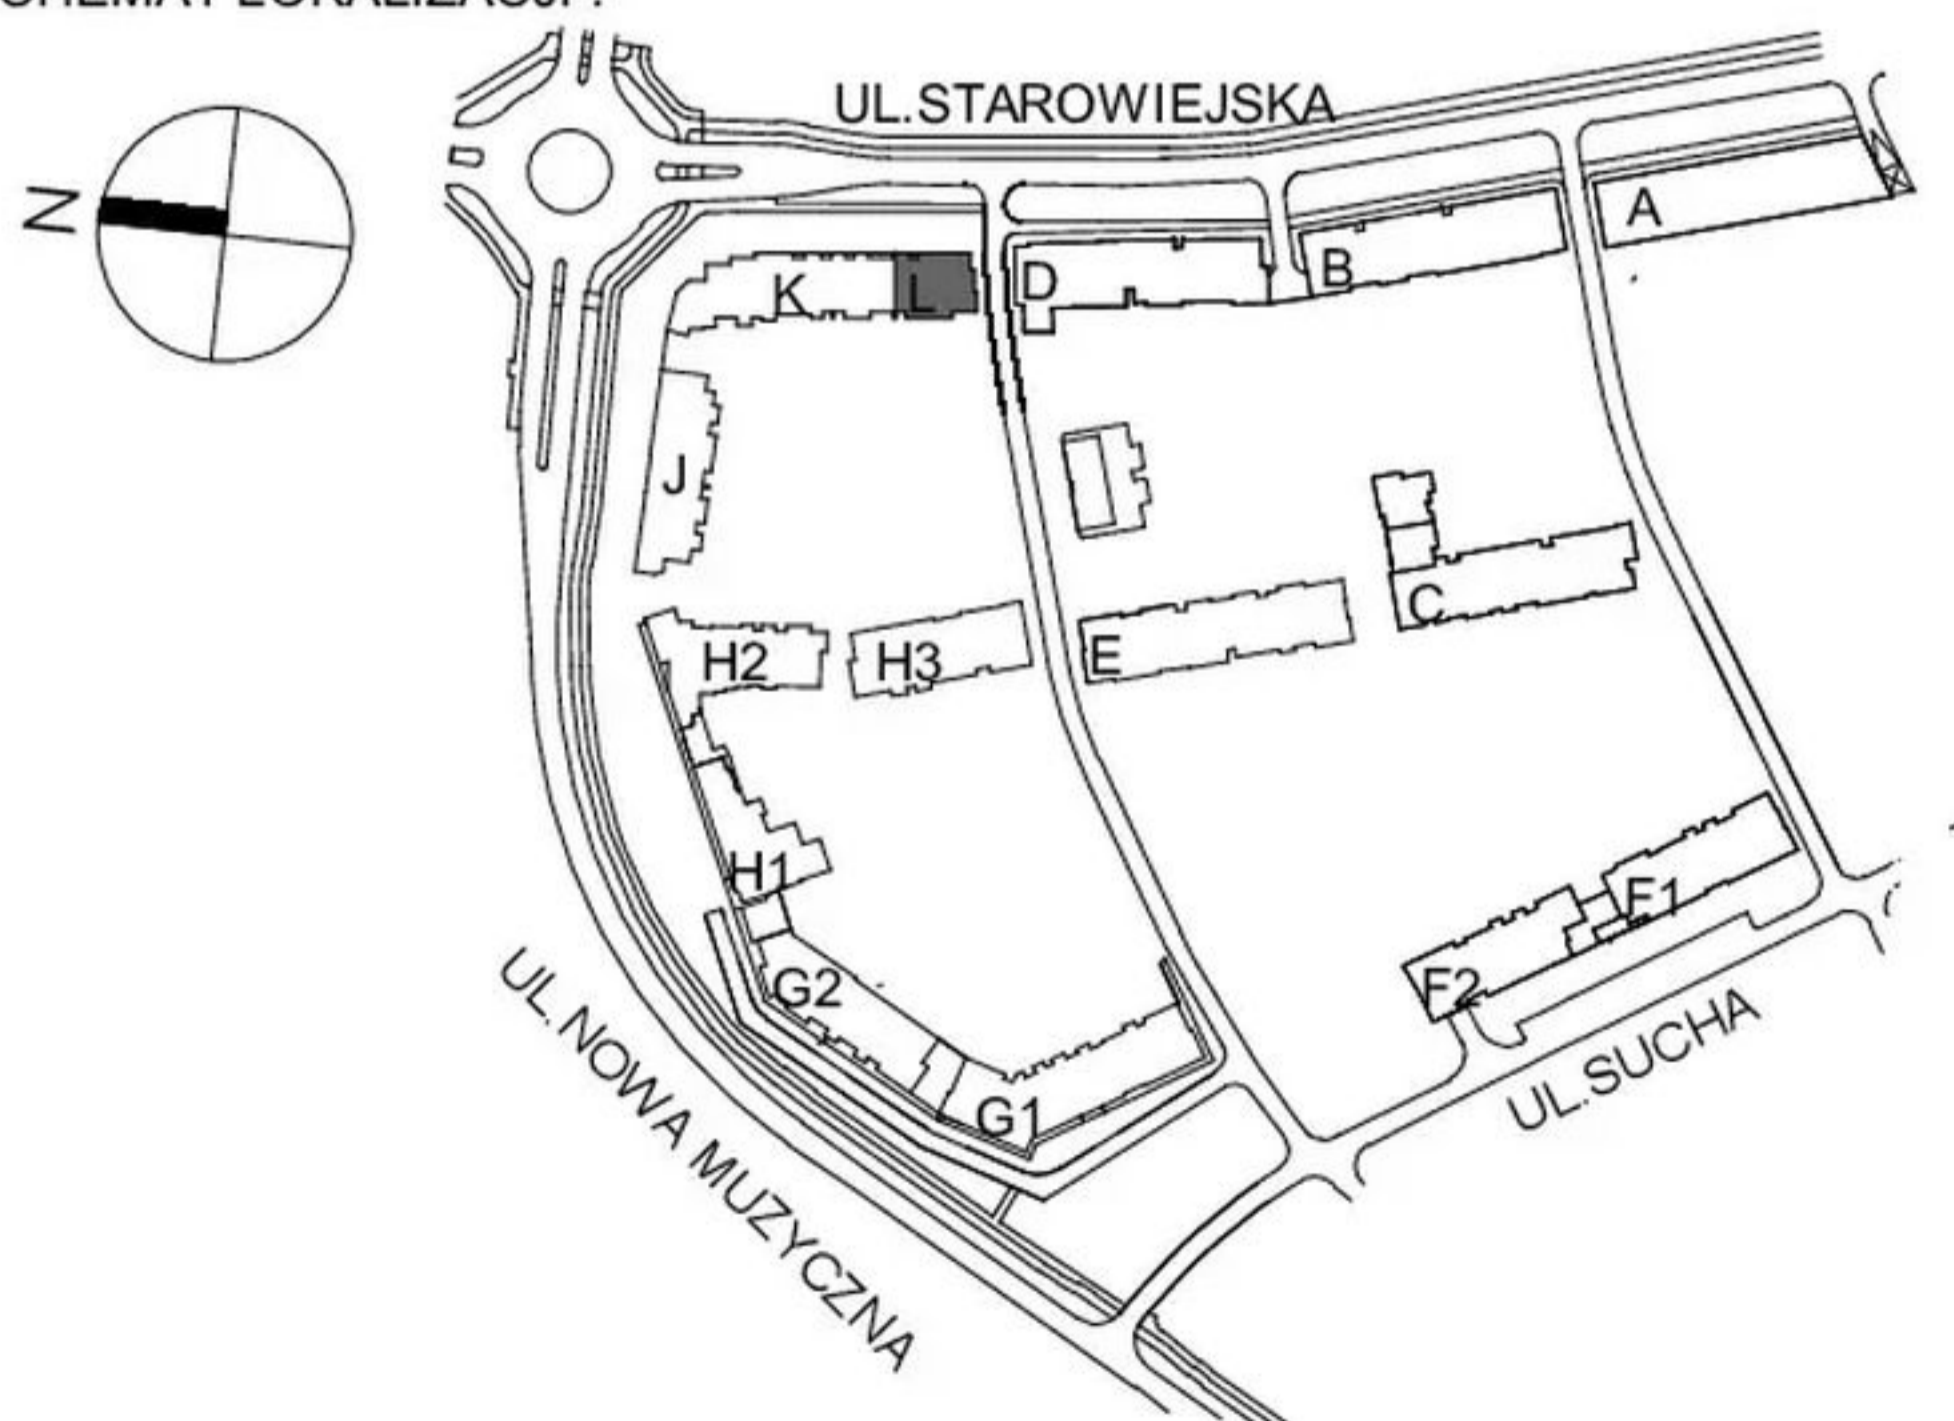 UL.STAROWIEJSKA
N
A
B
D
K
L
J
C
E
H2
H3
H1
F1
F2
G2
G1
UL.SUCHA
UL. NOWA MUZYCZNA